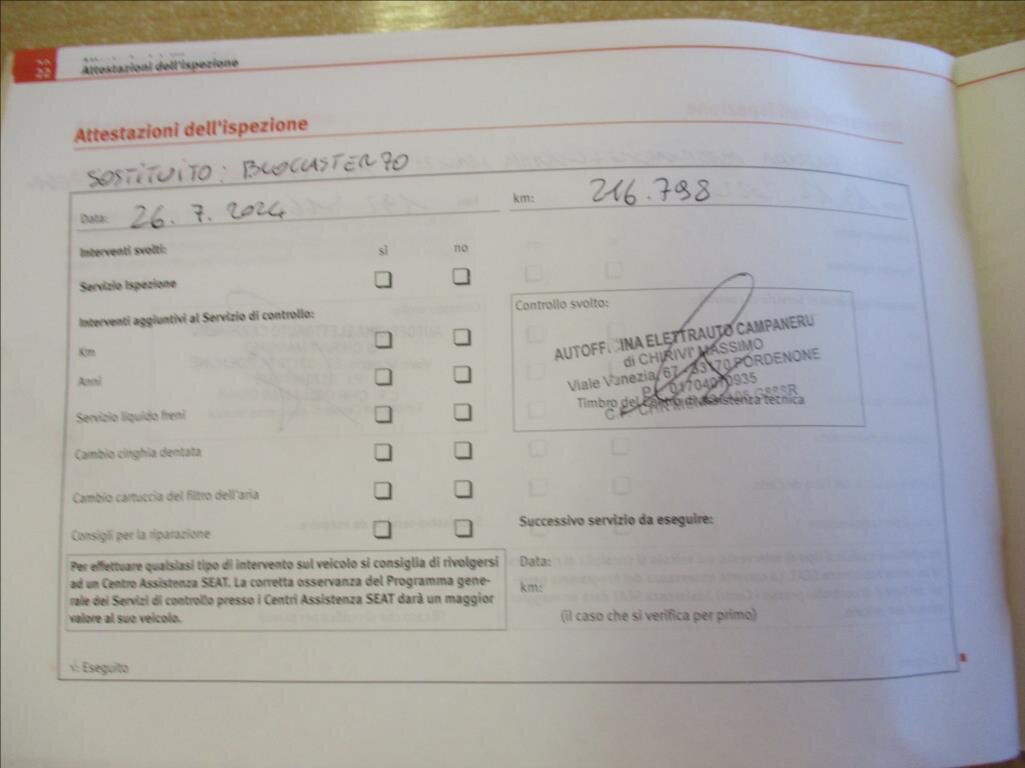 22
Attestazioni dell'ispezione
Attestazioni dell'ispezione
SOSTITUITO: BLOCCASTER 70
Data: 26.7.2024
km: 216.798
Interventi svolti: sì no
Servizio Ispezione
Interventi aggiuntivi al Servizio di controllo:
Km
Anni
Servizio liquido freni
Cambio cinghia dentata
Cambio cartuccia del filtro dell'aria
Consigli per la riparazione
Controllo svolto:
AUTOFFICINA ELETTRAUTO CAMPANERUT
di CHIRIVI' MASSIMO
Viale Venezia, 67 - 33170 PORDENONE
01704010935
Timbro del Centro di Assistenza tecnica
Successivo servizio da eseguire:
Data:
km:
(il caso che si verifica per primo)
Per effettuare qualsiasi tipo di intervento sul veicolo si consiglia di rivolgersi
ad un Centro Assistenza SEAT. La corretta osservanza del Programma gene-
rale dei Servizi di controllo presso i Centri Assistenza SEAT darà un maggior
valore al suo veicolo.
√: Eseguito